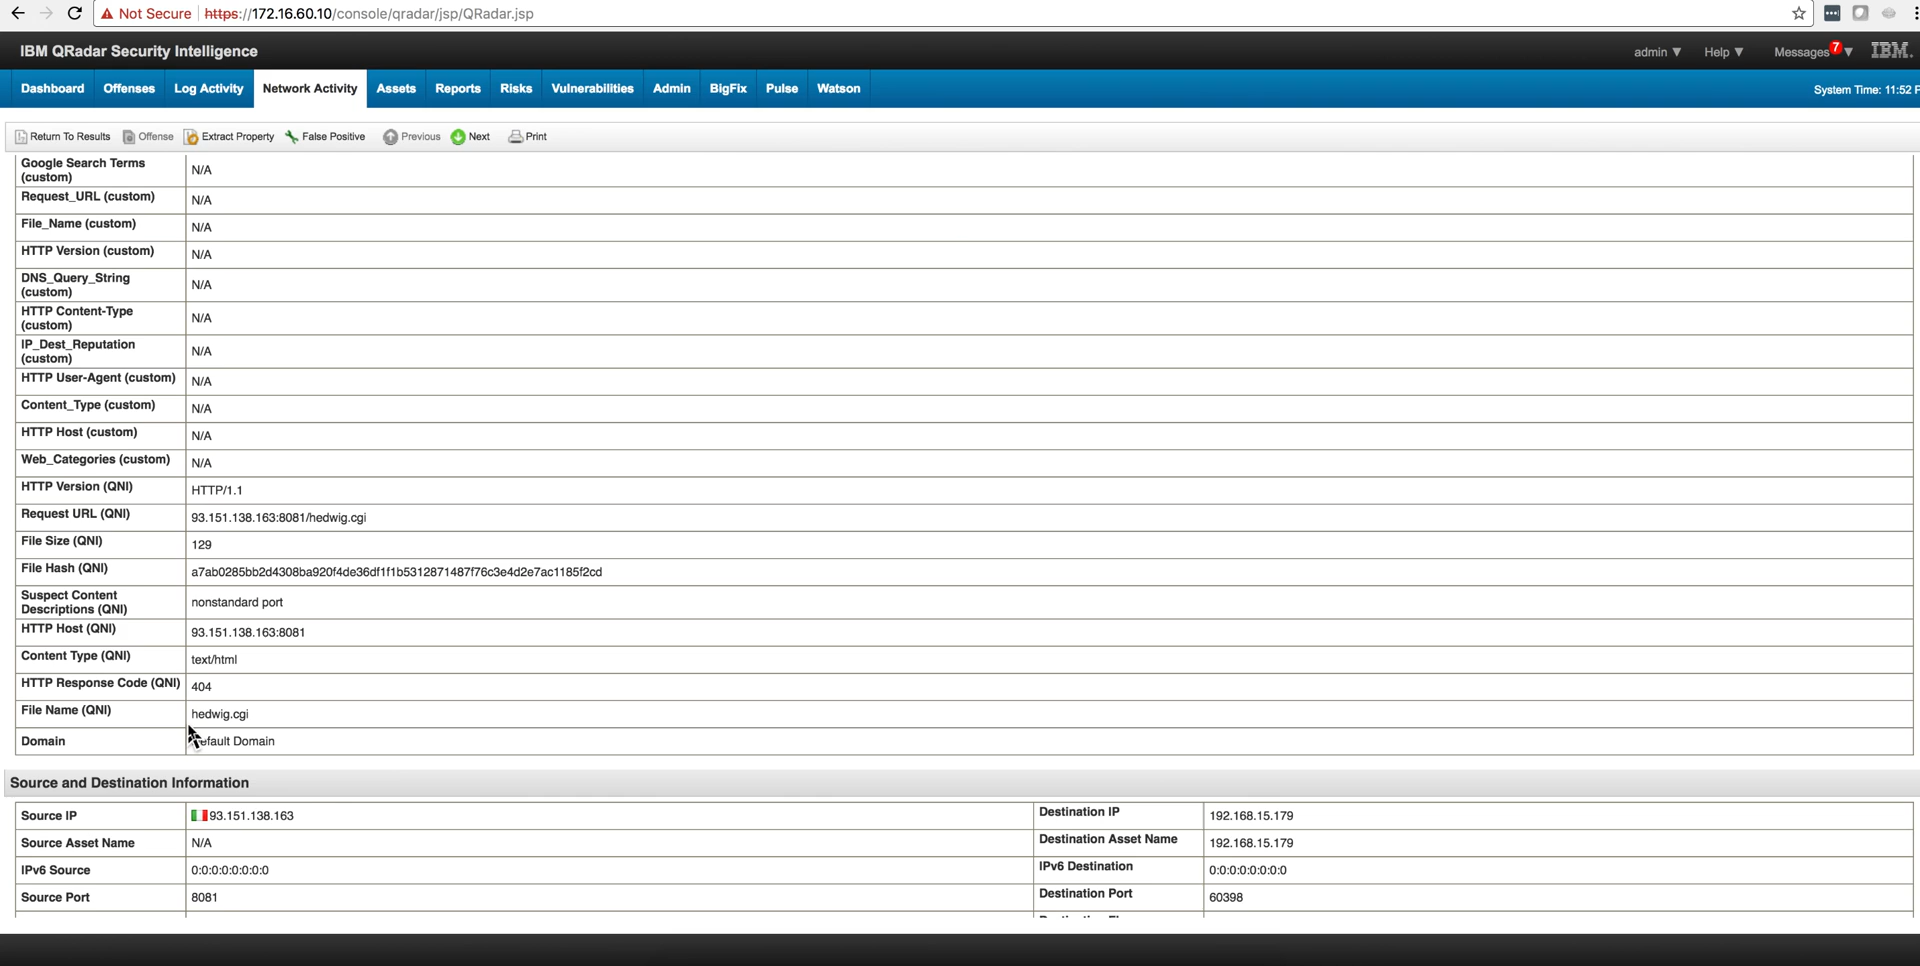 Not Secure https://172.16.60.10/console/qradar/jsp/QRadar.jsp
IBM QRadar Security Intelligence
admin Help Messages 7 IBM.
Dashboard Offenses Log Activity Network Activity Assets Reports Risks Vulnerabilities Admin BigFix Pulse Watson System Time: 11:52
Return To Results Offense Extract Property False Positive Previous Next Print
Google Search Terms
(custom)
N/A
Request_URL (custom) N/A
File_Name (custom) N/A
HTTP Version (custom) N/A
DNS_Query_String
(custom)
N/A
HTTP Content-Type
(custom)
N/A
IP_Dest_Reputation
(custom)
N/A
HTTP User-Agent (custom) N/A
Content_Type (custom) N/A
HTTP Host (custom) N/A
Web_Categories (custom) N/A
HTTP Version (QNI) HTTP/1.1
Request URL (QNI) 93.151.138.163:8081/hedwig.cgi
File Size (QNI) 129
File Hash (QNI) a7ab0285bb2d4308ba920f4de36df1f1b5312871487f76c3e4d2e7ac1185f2cd
Suspect Content
Descriptions (QNI)
nonstandard port
HTTP Host (QNI) 93.151.138.163:8081
Content Type (QNI) text/html
HTTP Response Code (QNI) 404
File Name (QNI) hedwig.cgi
Domain efault Domain
Source and Destination Information
Source IP 93.151.138.163 Destination IP 192.168.15.179
Source Asset Name N/A Destination Asset Name 192.168.15.179
IPv6 Source 0:0:0:0:0:0:0:0 IPv6 Destination 0:0:0:0:0:0:0:0
Source Port 8081 Destination Port 60398